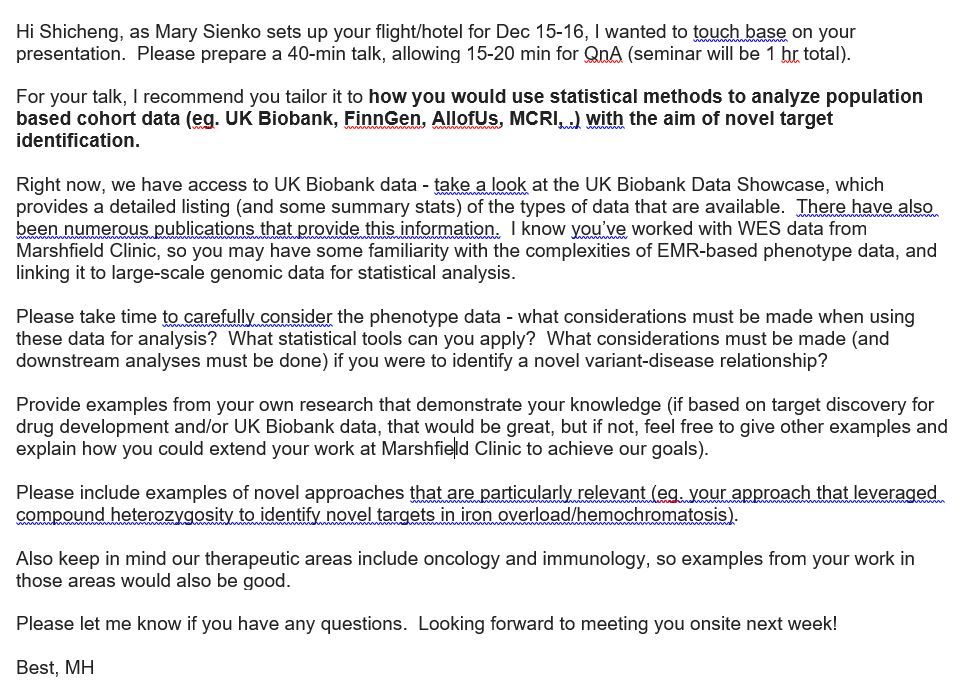 Hi Shicheng, as Mary Sienko sets up your flight/hotel for Dec 15-16, I wanted to touch base on your
presentation.  Please prepare a 40-min talk, allowing 15-20 min for QnA (seminar will be 1 hr total).
For your talk, I recommend you tailor it to how you would use statistical methods to analyze population
based cohort data (eg. UK Biobank, FinnGen, AllofUs, MCRI, .) with the aim of novel target
identification.
Right now, we have access to UK Biobank data - take a look at the UK Biobank Data Showcase, which
provides a detailed listing (and some summary stats) of the types of data that are available.  There have also
been numerous publications that provide this information.  I know you've worked with WES data from
Marshfield Clinic, so you may have some familiarity with the complexities of EMR-based phenotype data, and
linking it to large-scale genomic data for statistical analysis.
Please take time to carefully consider the phenotype data - what considerations must be made when using
these data for analysis?  What statistical tools can you apply?  What considerations must be made (and
downstream analyses must be done) if you were to identify a novel variant-disease relationship?
Provide examples from your own research that demonstrate your knowledge (if based on target discovery for
drug development and/or UK Biobank data, that would be great, but if not, feel free to give other examples and
explain how you could extend your work at Marshfield Clinic to achieve our goals).
Please include examples of novel approaches that are particularly relevant (eg. your approach that leveraged
compound heterozygosity to identify novel targets in iron overload/hemochromatosis).
Also keep in mind our therapeutic areas include oncology and immunology, so examples from your work in
those areas would also be good.
Please let me know if you have any questions.  Looking forward to meeting you onsite next week!
Best, MH